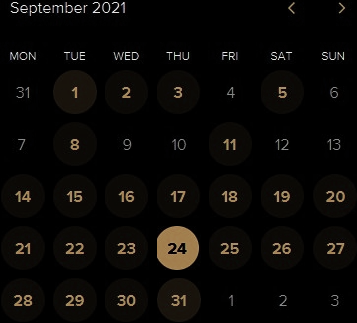 September 2021
MON TUE WED THU FRI SAT SUN
31 1 2 3 4 5 6
7 8 9 10 11 12 13
14 15 16 17 18 19 20
21 22 23 24 25 26 27
28 29 30 31 1 2 3